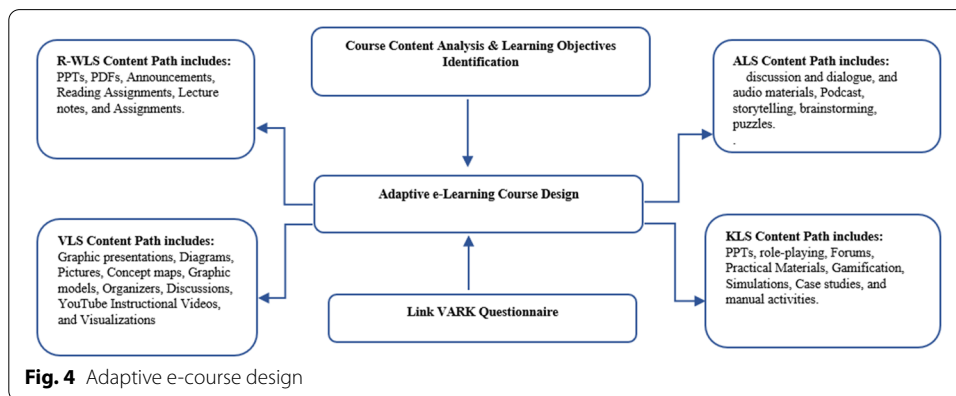 R-WLS Content Path includes:
PPTs, PDFs, Announcements,
Reading Assignments, Lecture
notes, and Assignments.
Course Content Analysis & Learning Objectives
Identification
ALS Content Path includes:
discussion and dialogue, and
audio materials, Podcast,
storytelling, brainstorming,
puzzles.
.
Adaptive e-Learning Course Design
VLS Content Path includes:
Graphic presentations, Diagrams,
Pictures, Concept maps, Graphic
models, Organizers, Discussions,
YouTube Instructional Videos,
and Visualizations
Link VARK Questionnaire
KLS Content Path includes:
PPTs, role-playing, Forums,
Practical Materials, Gamification,
Simulations, Case studies, and
manual activities.
Fig. 4 Adaptive e-course design